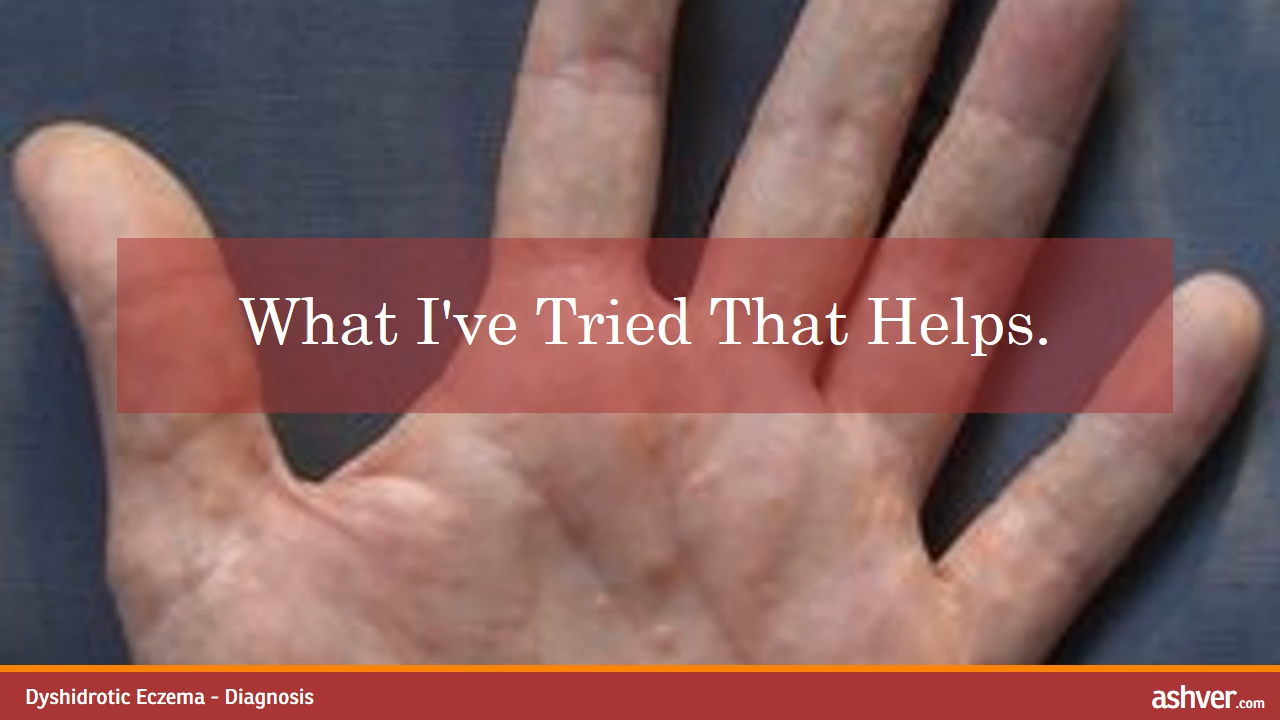 What I've Tried That Helps.
Dyshidrotic Eczema - Diagnosis
ashver.com